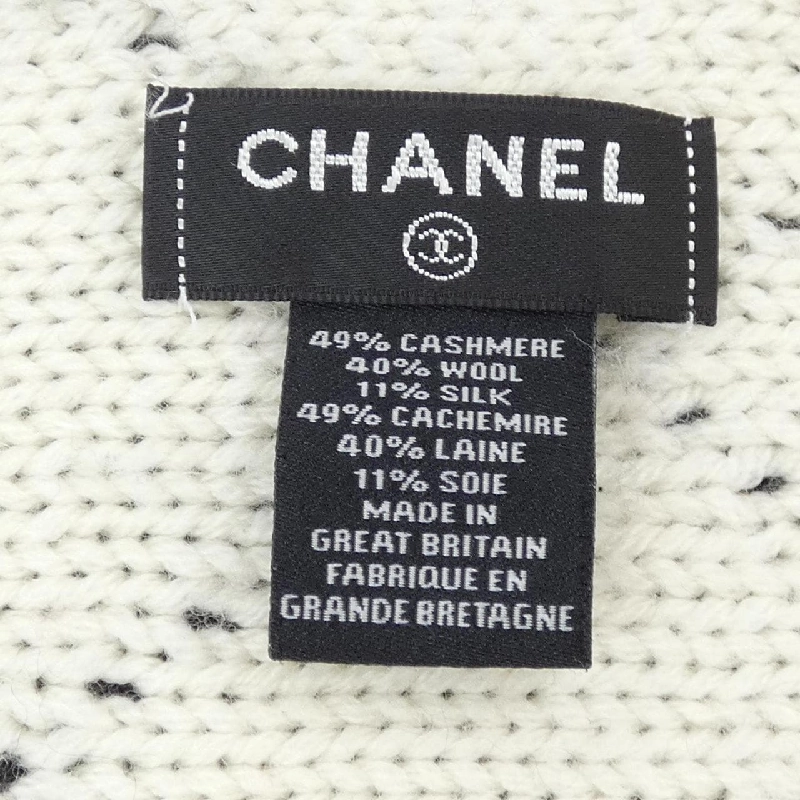 CHANEL
49% CASHMERE
40% WOOL
11% SILK
49% CACHEMIRE
40% LAINE
11% SOIE
MADE IN
GREAT BRITAIN
FABRIQUE EN
GRANDE BRETAGNE